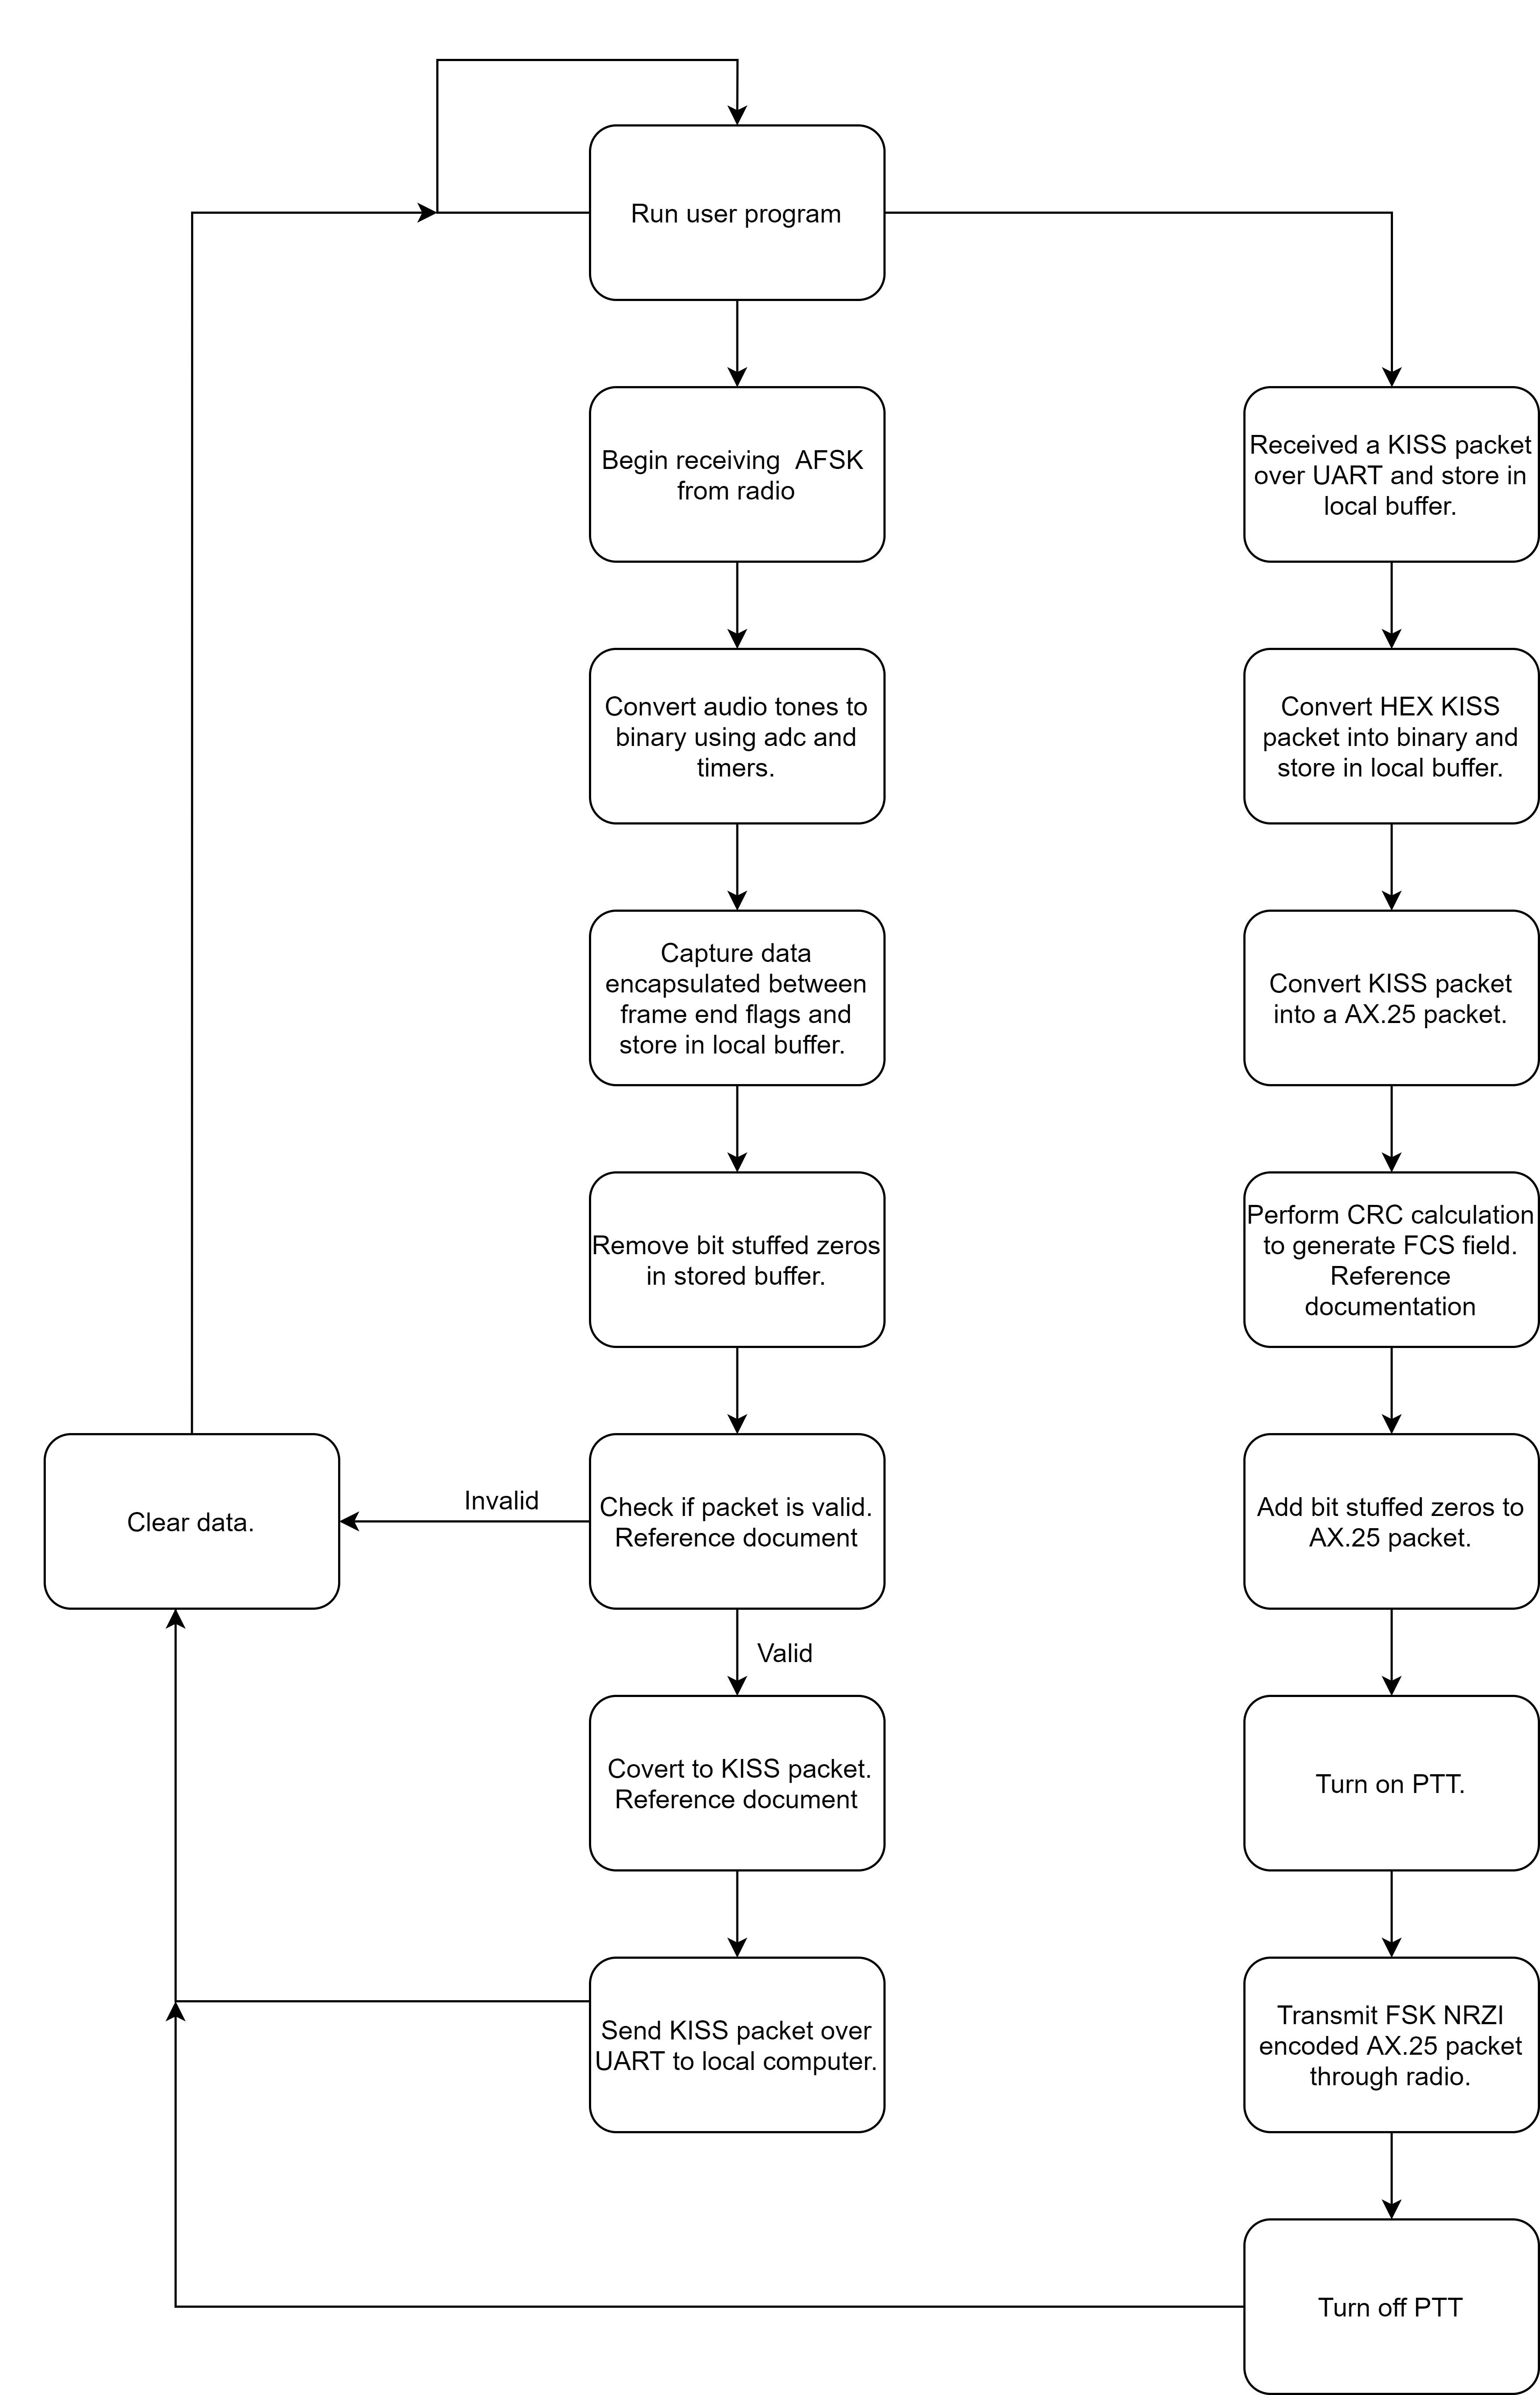 Run user program
Begin receiving  AFSK
from radio
Received a KISS packet
over UART and store in
local buffer.
Convert audio tones to
binary using adc and
timers.
Convert HEX KISS
packet into binary and
store in local buffer.
Capture data
encapsulated between
frame end flags and
store in local buffer.
Convert KISS packet
into a AX.25 packet.
Remove bit stuffed zeros
in stored buffer.
Perform CRC calculation
to generate FCS field.
Reference
documentation
Clear data.
Invalid
Check if packet is valid.
Reference document
Add bit stuffed zeros to
AX.25 packet.
Valid
Covert to KISS packet.
Reference document
Turn on PTT.
Send KISS packet over
UART to local computer.
Transmit FSK NRZI
encoded AX.25 packet
through radio.
Turn off PTT